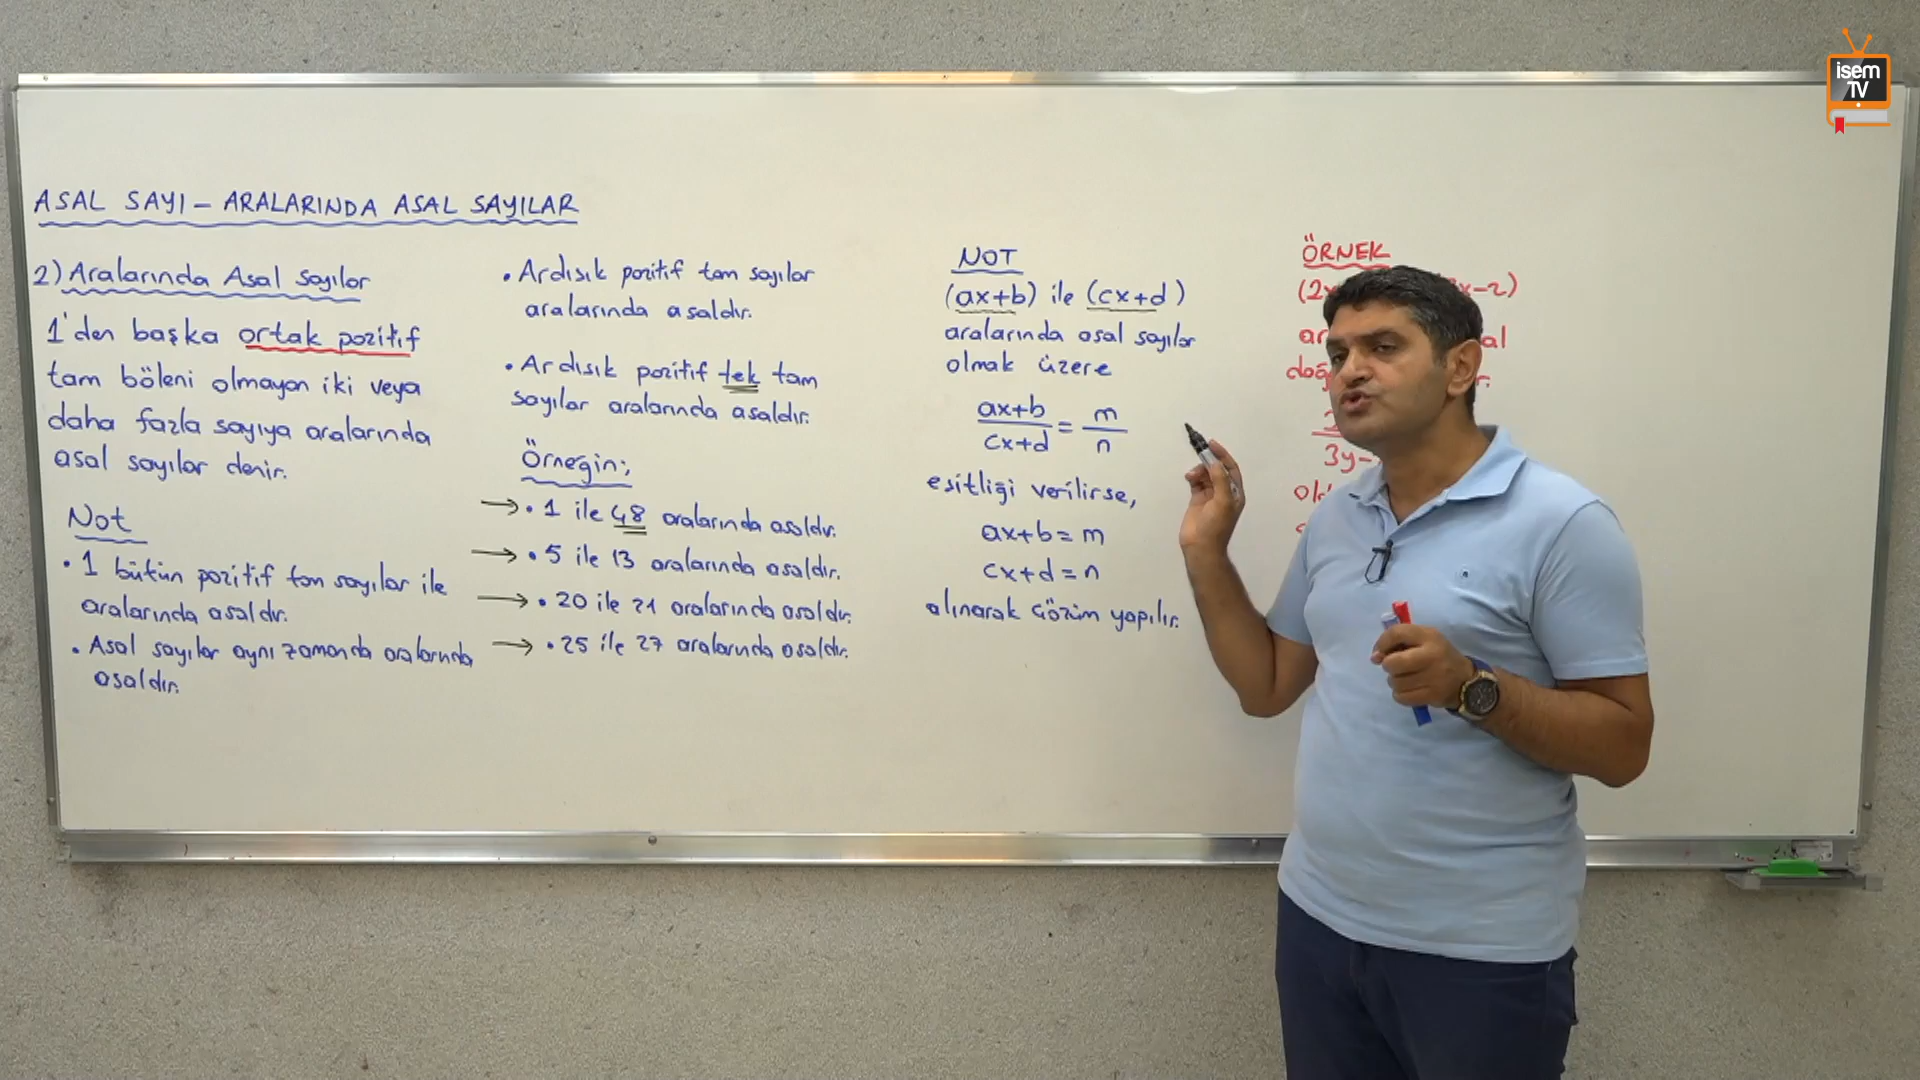 isem
TV
ASAL SAYI – ARALARINDA ASAL SAYILAR
2) Aralarında Asal sayılar
1'den başka ortak pozitif
tam böleni olmayan iki veya
daha fazla sayıya aralarında
asal sayılar denir.
Not
• 1 bütün pozitif tam sayılar ile
aralarında asaldır.
• Asal sayılar aynı zamanda aralarında
asaldır.
• Ardışık pozitif tam sayılar
aralarında asaldır.
• Ardışık pozitif tek tam
sayılar aralarında asaldır.
Örneğin;
→ • 1 ile 48 aralarında asaldır.
→ • 5 ile 13 aralarında asaldır.
→ • 20 ile 21 aralarında asaldır.
→ • 25 ile 27 aralarında asaldır.
NOT
(ax+b) ile (cx+d)
aralarında asal sayılar
olmak üzere
ax+b / cx+d = m / n
eşitliği verilirse,
ax+b = m
cx+d = n
alınarak çözüm yapılır.
ÖRNEK
(2x x-2)
3y-